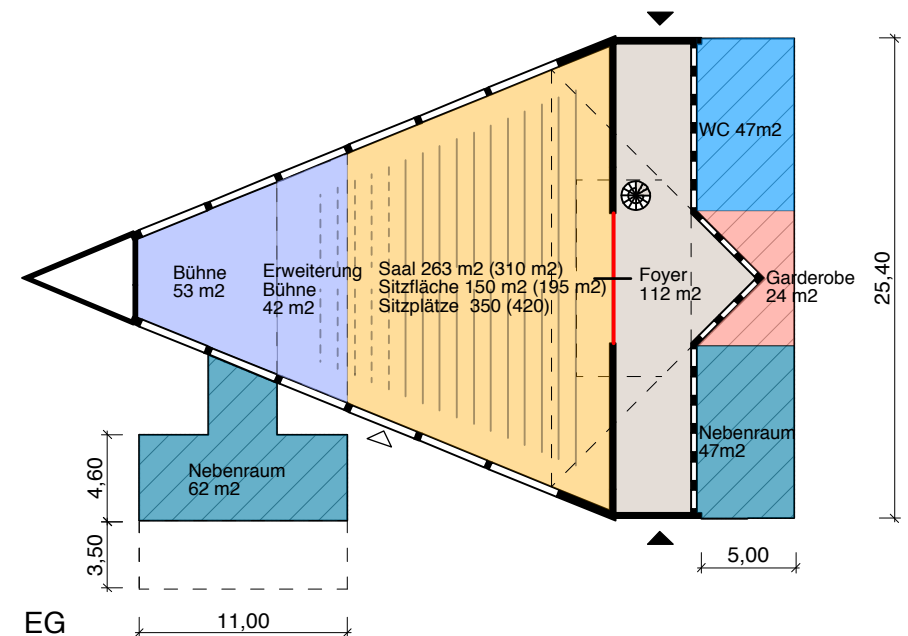 WC 47m2
Bühne
53 m2
Erweiterung
Bühne
42 m2
Saal 263 m2 (310 m2)
Sitzfläche 150 m2 (195 m2)
Sitzplätze 350 (420)
Foyer
112 m2
Garderobe
24 m2
25,40
Nebenraum
47m2
Nebenraum
62 m2
4,60
3,50
5,00
11,00
EG